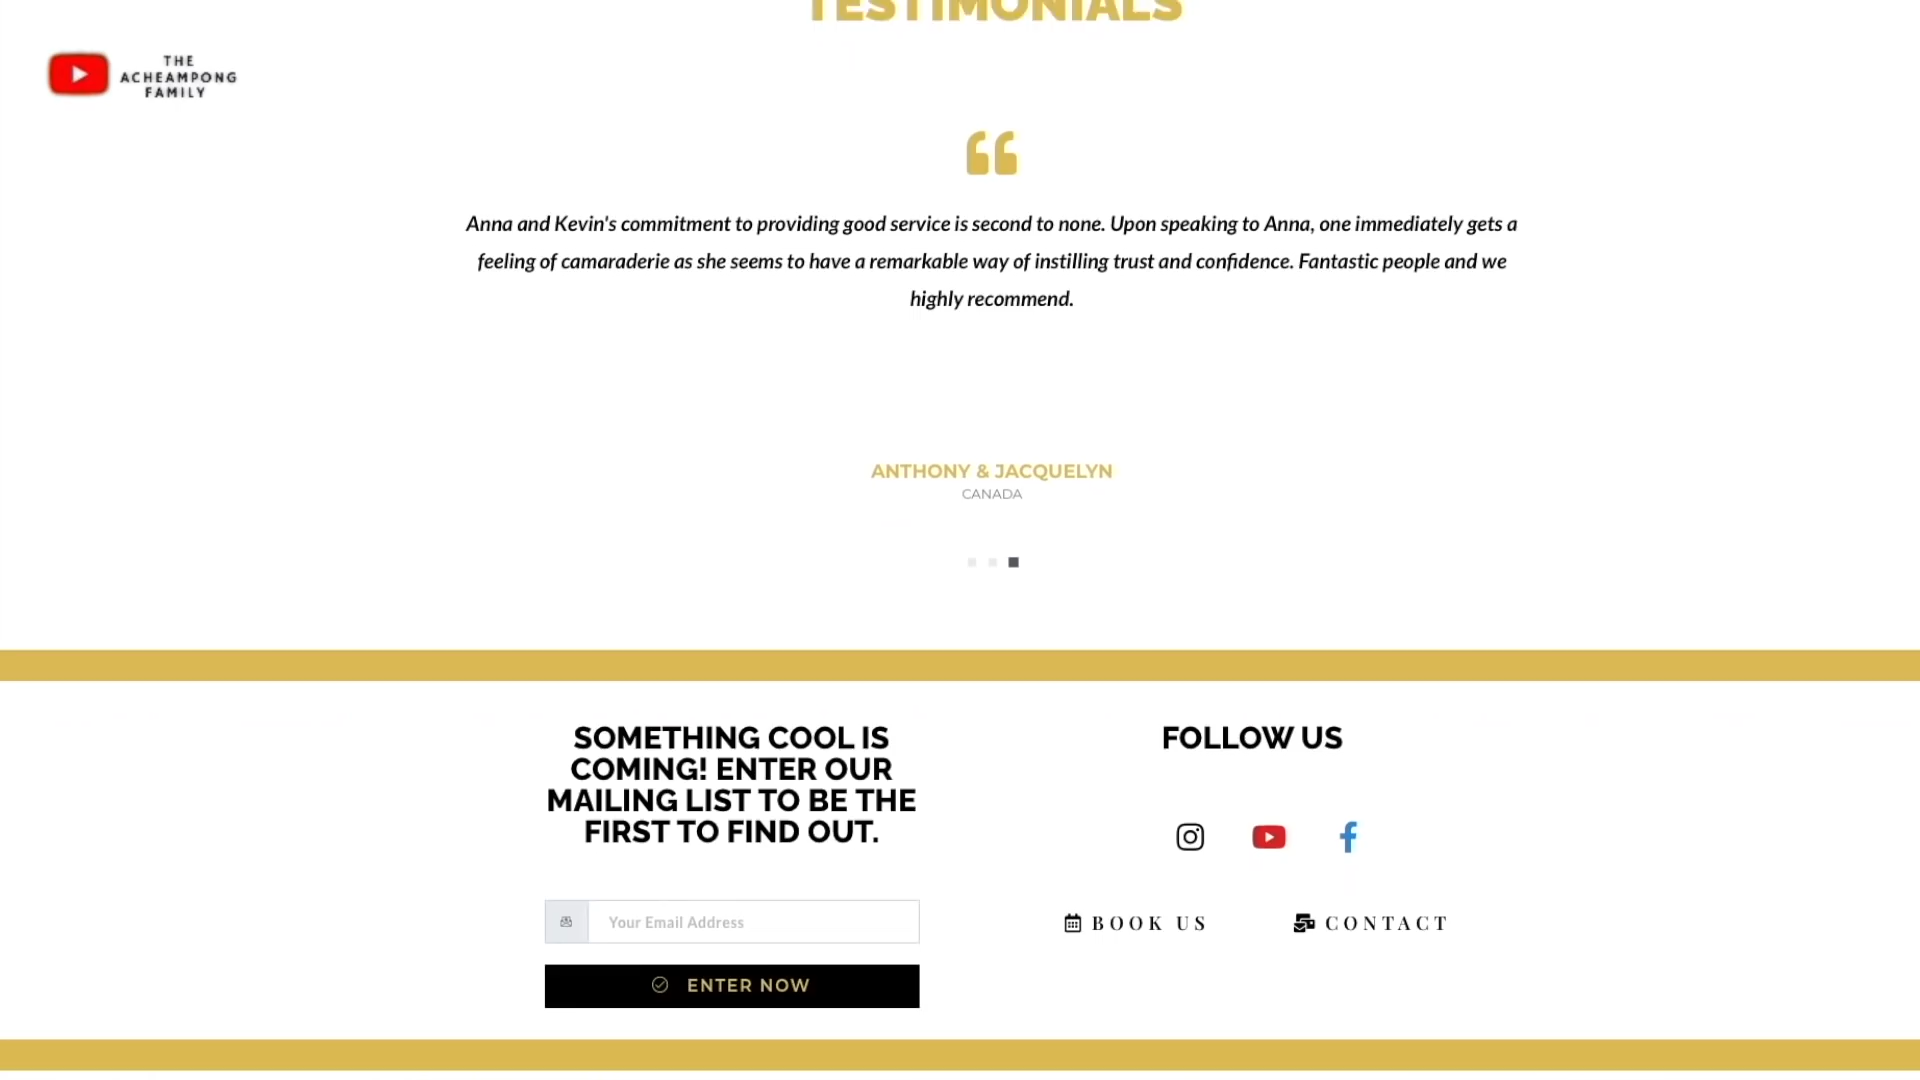 TESTIMONIALS
THE
ACHEAMPONG
FAMILY
Anna and Kevin's commitment to providing good service is second to none. Upon speaking to Anna, one immediately gets a
feeling of camaraderie as she seems to have a remarkable way of instilling trust and confidence. Fantastic people and we
highly recommend.
ANTHONY & JACQUELYN
CANADA
SOMETHING COOL IS
COMING! ENTER OUR
MAILING LIST TO BE THE
FIRST TO FIND OUT.
Your Email Address
ENTER NOW
FOLLOW US
BOOK US
CONTACT